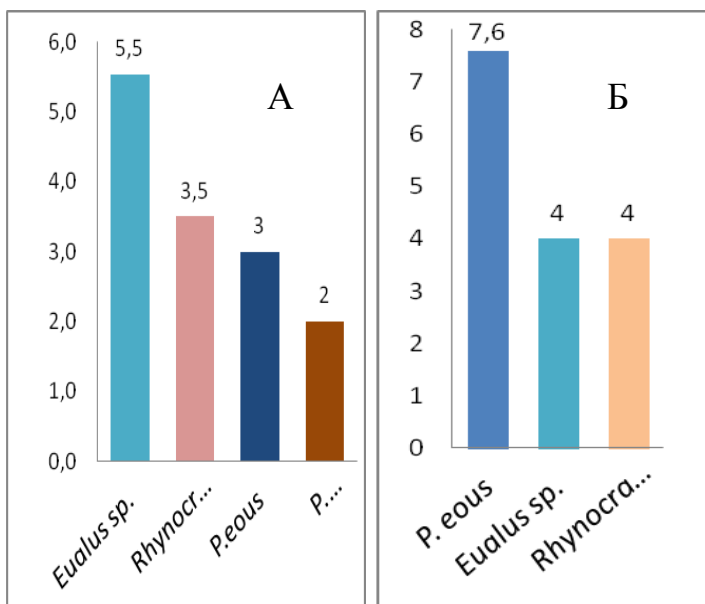 6,0
5,0
4,0
3,0
2,0
1,0
0,0
5,5
3,5
3
2
А
Eualus sp.
Rhynocr...
P.eous
P....
8
7
6
5
4
3
2
1
0
7,6
4
4
Б
P. eous
Eualus sp.
Rhynocra...